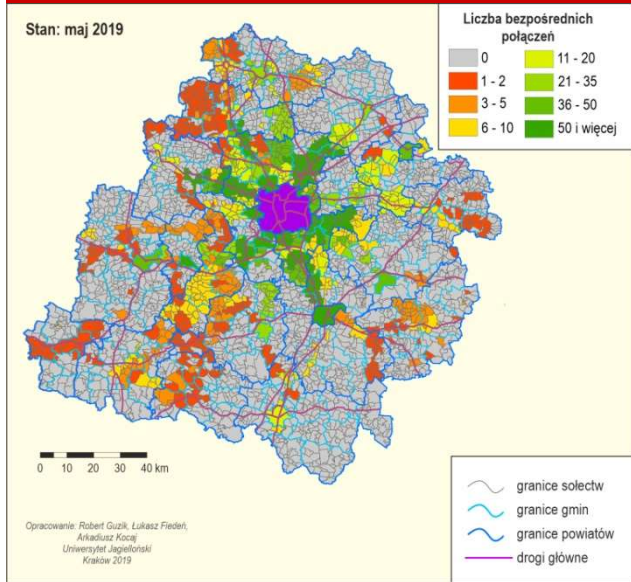 Stan: maj 2019
Liczba bezpośrednich
połączeń
0
11 - 20
1 - 2
21 - 35
3 - 5
36 - 50
6 - 10
50 i więcej
0 10 20 30 40 km
Opracowanie: Robert Guzik, Łukasz Fiedeń,
Arkadiusz Kocaj
Uniwersytet Jagielloński
Kraków 2019
granice sołectw
granice gmin
granice powiatów
drogi główne